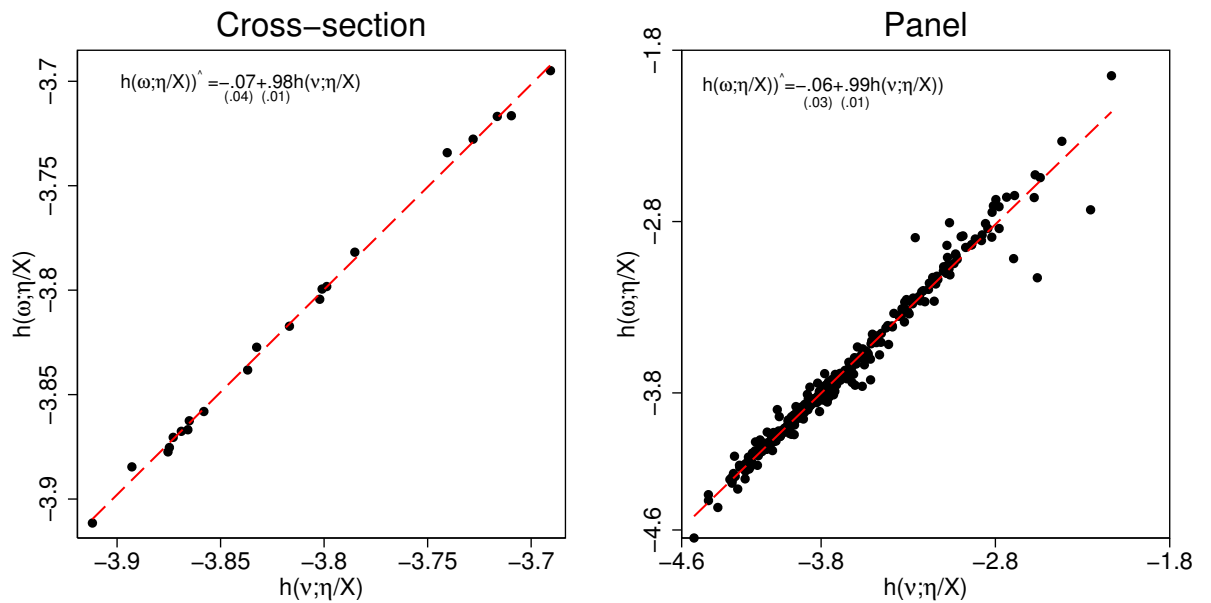 Cross−section
h(ω;η/X))^=−.07+.98h(ν;η/X)
(.04) (.01)
h(ω;η/X)
−3.7
−3.75
−3.8
−3.85
−3.9
−3.9 −3.85 −3.8 −3.75 −3.7
h(ν;η/X)
Panel
h(ω;η/X))^=−.06+.99h(ν;η/X))
(.03) (.01)
h(ω;η/X)
−1.8
−2.8
−3.8
−4.6
−4.6 −3.8 −2.8 −1.8
h(ν;η/X)